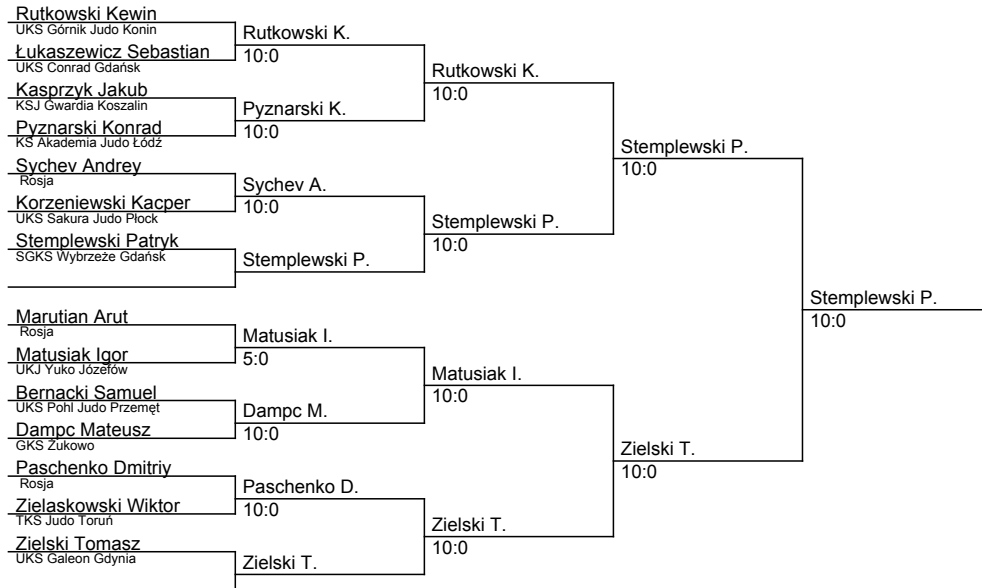 Rutkowski Kewin
UKS Górnik Judo Konin
Łukaszewicz Sebastian
UKS Conrad Gdańsk
Kasprzyk Jakub
KSJ Gwardia Koszalin
Pyznarski Konrad
KS Akademia Judo Łódź
Sychev Andrey
Rosja
Korzeniewski Kacper
UKS Sakura Judo Płock
Stemplewski Patryk
SGKS Wybrzeże Gdańsk
Marutian Arut
Rosja
Matusiak Igor
UKJ Yuko Józefów
Bernacki Samuel
UKS Pohl Judo Przemęt
Dampc Mateusz
GKS Żukowo
Paschenko Dmitriy
Rosja
Zielaskowski Wiktor
TKS Judo Toruń
Zielski Tomasz
UKS Galeon Gdynia
Rutkowski K.
10:0
Pyznarski K.
10:0
Sychev A.
10:0
Stemplewski P.
Matusiak I.
5:0
Dampc M.
10:0
Paschenko D.
10:0
Zielski T.
Rutkowski K.
10:0
Stemplewski P.
10:0
Matusiak I.
10:0
Zielski T.
10:0
Stemplewski P.
10:0
Zielski T.
10:0
Stemplewski P.
10:0